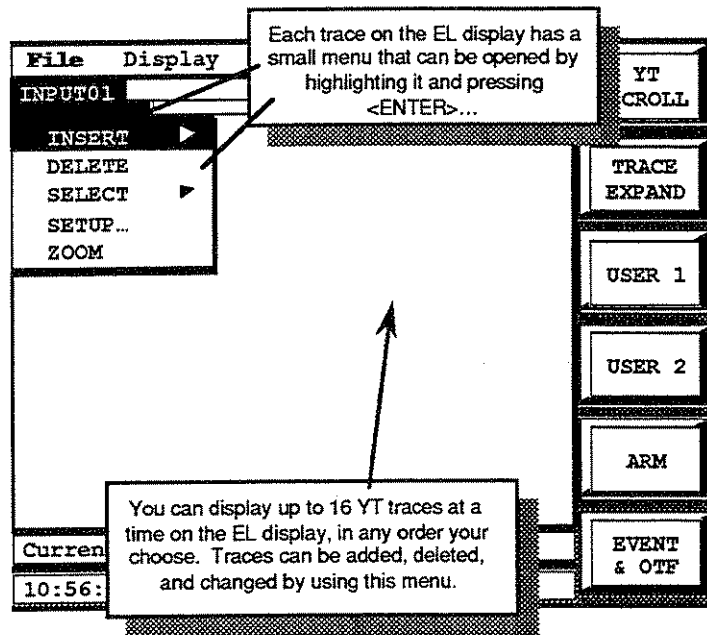 Each trace on the EL display has a
small menu that can be opened by
highlighting it and pressing
<ENTER>...
File Display
INPUT01
INSERT
DELETE
SELECT
SETUP...
ZOOM
YT
TRACE
EXPAND
USER 1
USER 2
ARM
EVENT
& OTF
You can display up to 16 YT traces at a
time on the EL display, in any order your
choose. Traces can be added, deleted,
and changed by using this menu.
Curren
10:56: